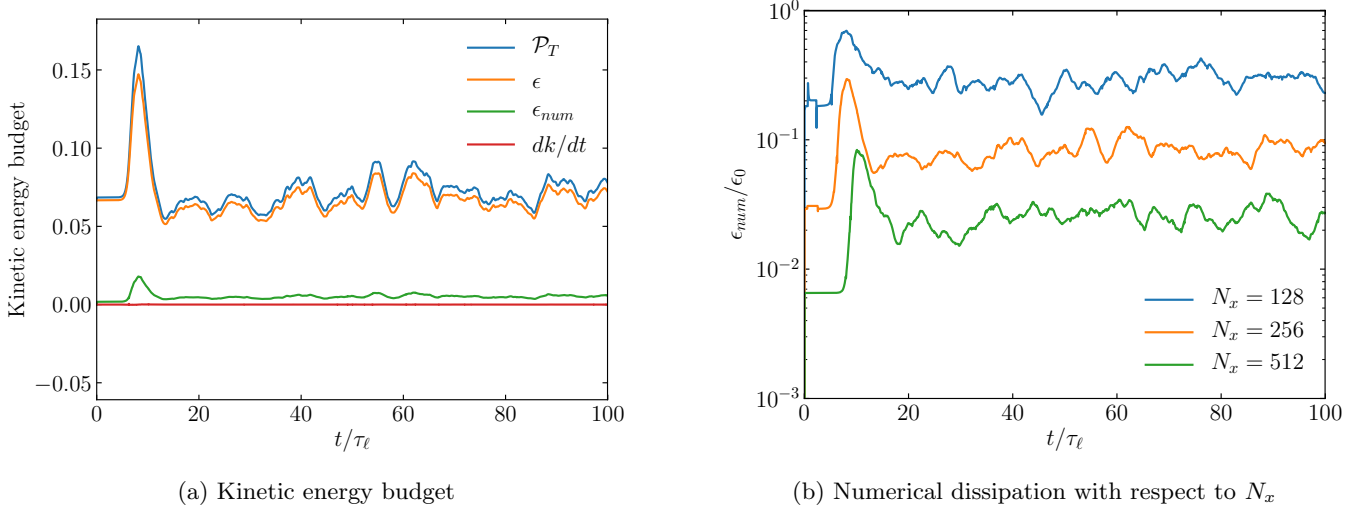 Kinetic energy budget
0.15
0.10
0.05
0.00
−0.05
0 20 40 60 80 100
t/τ_ℓ
𝒫_T
ϵ
ϵ_num
dk/dt
(a) Kinetic energy budget
ϵ_num/ϵ_0
10^0
10^−1
10^−2
10^−3
0 20 40 60 80 100
t/τ_ℓ
N_x = 128
N_x = 256
N_x = 512
(b) Numerical dissipation with respect to N_x